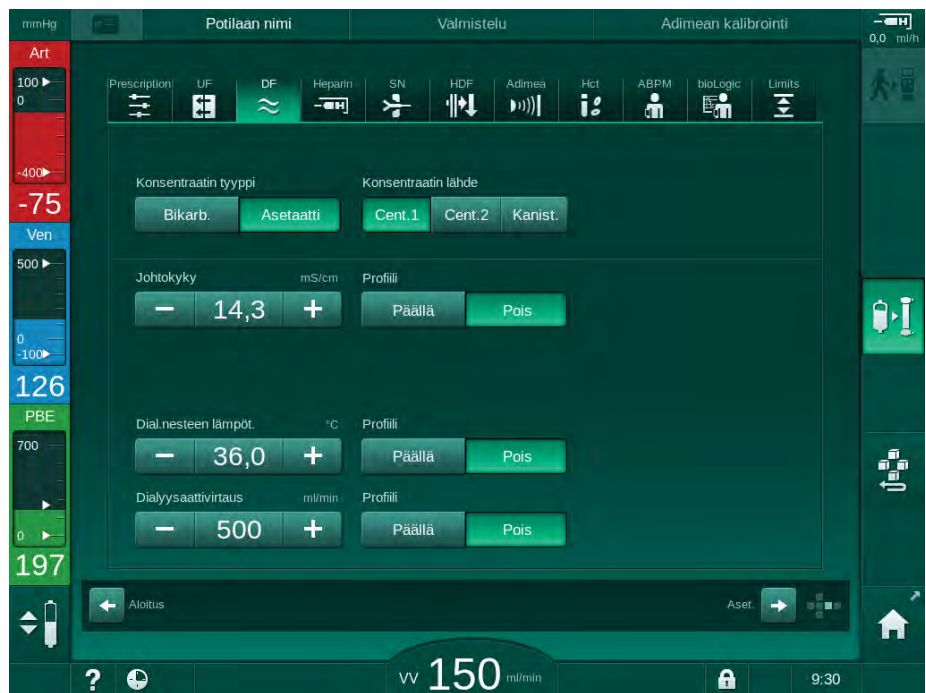 mmHg Potilaan nimi Valmistelu Adimean kalibrointi
0,0 ml/h
Art
100
0
-400
-75
Ven
500
0
-100
126
PBE
700
0
197
Prescription UF DF Heparin SN HDF Adimea Hct ABPM bioLogic Limits
Konsentraatin tyyppi Konsentraatin lähde
Bikarb. Asetaatti Cent.1 Cent.2 Kanist.
Johtokyky mS/cm Profiili
− 14,3 + Päällä Pois
Dial.nesteen lämpöt. °C Profiili
− 36,0 + Päällä Pois
Dialyysaattivirtaus ml/min Profiili
− 500 + Päällä Pois
Aloitus Aset.
? VV 150 ml/min 9:30